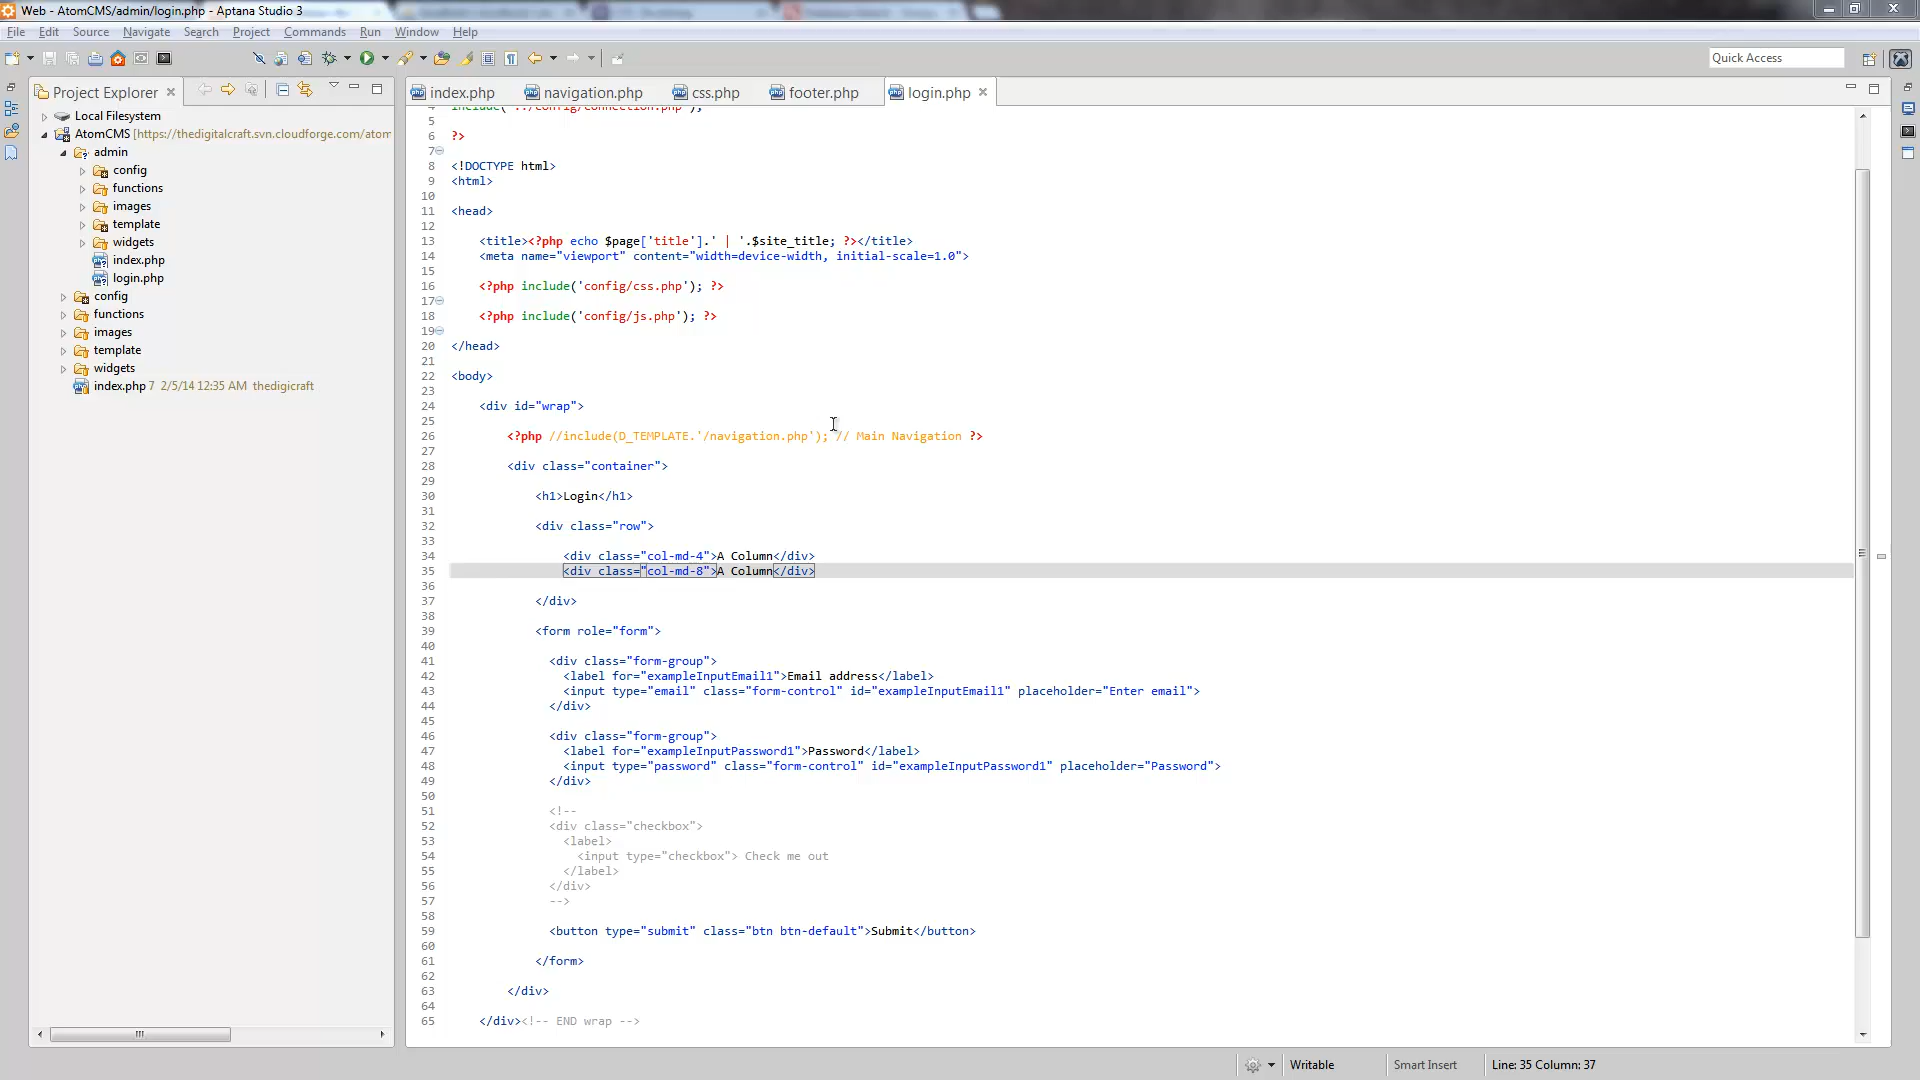 Web - AtomCMS/admin/login.php - Aptana Studio 3
File Edit Source Navigate Search Project Commands Run Window Help
Quick Access
Project Explorer
index.php navigation.php css.php footer.php login.php
Local Filesystem
AtomCMS [https://thedigitalcraft.svn.cloudforge.com/atom
admin
config
functions
images
template
widgets
index.php
login.php
config
functions
images
template
widgets
index.php 7 2/5/14 12:35 AM thedigicraft
4 include('../config/connection.php');
5
6 ?>
7
8 <!DOCTYPE html>
9 <html>
10
11 <head>
12
13 <title><?php echo $page['title'].' | '.$site_title; ?></title>
14 <meta name="viewport" content="width=device-width, initial-scale=1.0">
15
16 <?php include('config/css.php'); ?>
17
18 <?php include('config/js.php'); ?>
19
20 </head>
21
22 <body>
23
24 <div id="wrap">
25
26 <?php //include(D_TEMPLATE.'/navigation.php'); // Main Navigation ?>
27
28 <div class="container">
29
30 <h1>Login</h1>
31
32 <div class="row">
33
34 <div class="col-md-4">A Column</div>
35 <div class="col-md-8">A Column</div>
36
37 </div>
38
39 <form role="form">
40
41 <div class="form-group">
42 <label for="exampleInputEmail1">Email address</label>
43 <input type="email" class="form-control" id="exampleInputEmail1" placeholder="Enter email">
44 </div>
45
46 <div class="form-group">
47 <label for="exampleInputPassword1">Password</label>
48 <input type="password" class="form-control" id="exampleInputPassword1" placeholder="Password">
49 </div>
50
51 <!--
52 <div class="checkbox">
53 <label>
54 <input type="checkbox"> Check me out
55 </label>
56 </div>
57 -->
58
59 <button type="submit" class="btn btn-default">Submit</button>
60
61 </form>
62
63 </div>
64
65 </div><!-- END wrap -->
Writable Smart Insert Line: 35 Column: 37